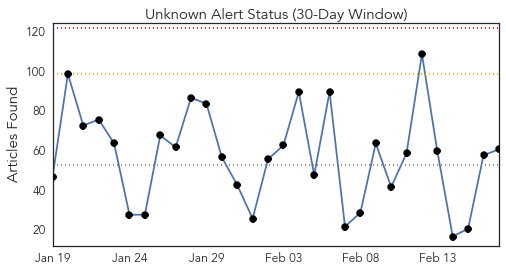 Unknown Alert Status (30-Day Window)
Articles Found
120
100
80
60
40
20
Jan 19
Jan 24
Jan 29
Feb 03
Feb 08
Feb 13